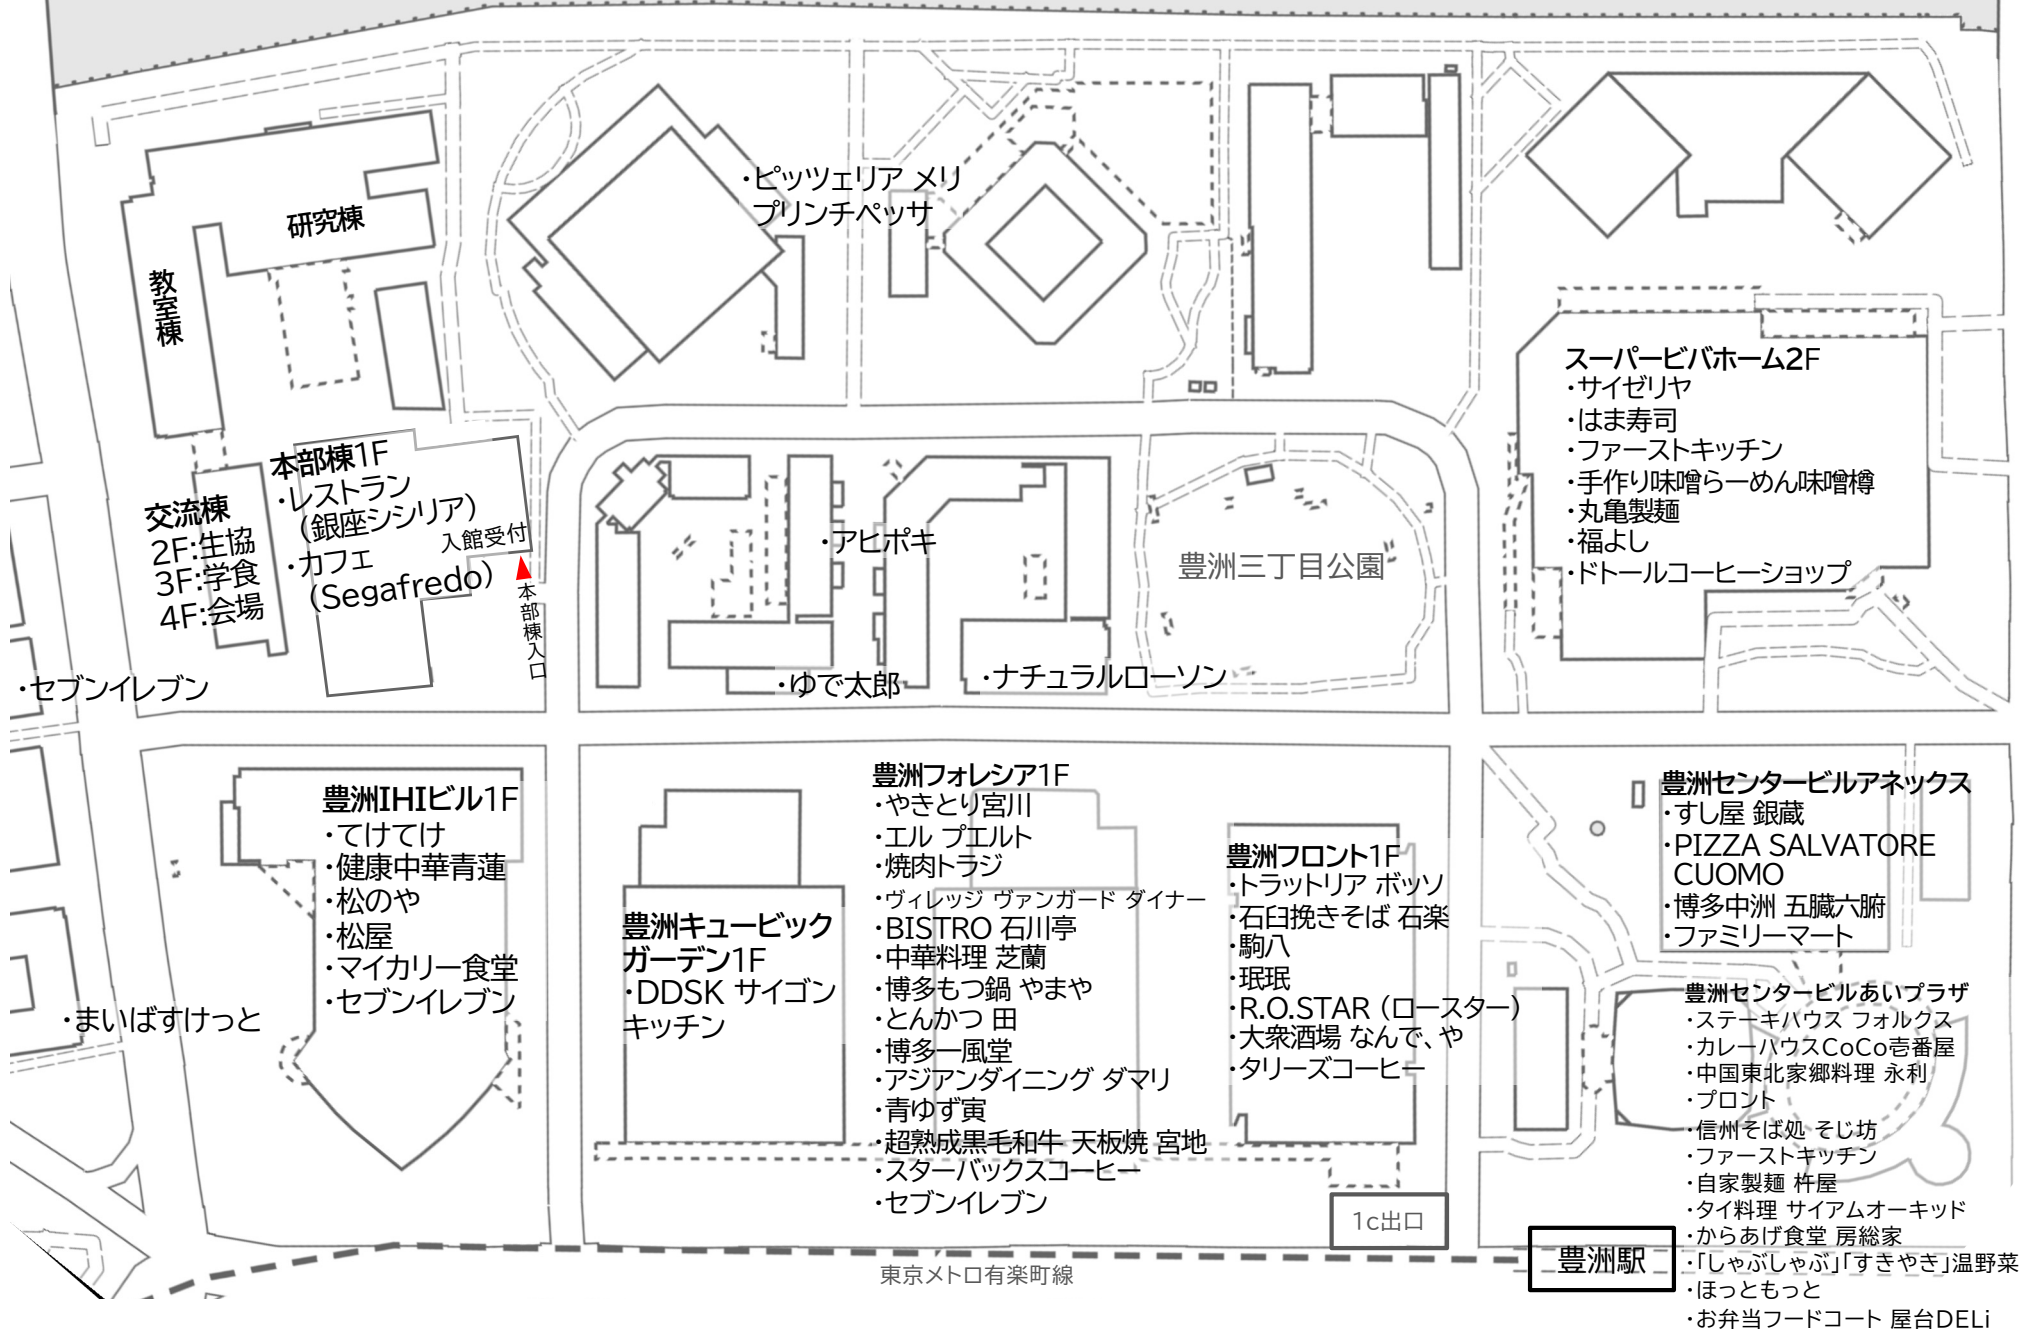 ・ピッツェリア メリ
プリンチペッサ
研究棟
教室棟
スーパービバホーム2F
・サイゼリヤ
・はま寿司
・ファーストキッチン
・手作り味噌らーめん味噌樽
・丸亀製麺
・福よし
・ドトールコーヒーショップ
本部棟1F
・レストラン
（銀座シシリア）
・カフェ
（Segafredo）
交流棟
2F:生協
3F:学食
4F:会場
入館受付
本部棟入口
・アヒポキ
豊洲三丁目公園
・セブンイレブン
・ゆで太郎
・ナチュラルローソン
豊洲IHIビル1F
・てけてけ
・健康中華青蓮
・松のや
・松屋
・マイカリー食堂
・セブンイレブン
・まいばすけっと
豊洲キュービック
ガーデン1F
・DDSK サイゴン
キッチン
豊洲フォレシア1F
・やきとり宮川
・エル プエルト
・焼肉トラジ
・ヴィレッジ ヴァンガード ダイナー
・BISTRO 石川亭
・中華料理 芝蘭
・博多もつ鍋 やまや
・とんかつ 田
・博多一風堂
・アジアンダイニング ダマリ
・青ゆず寅
・超熟成黒毛和牛 天板焼 宮地
・スターバックスコーヒー
・セブンイレブン
豊洲フロント1F
・トラットリア ボッソ
・石臼挽きそば 石楽
・駒八
・珉珉
・R.O.STAR（ロースター）
・大衆酒場 なんで、や
・タリーズコーヒー
豊洲センタービルアネックス
・すし屋 銀蔵
・PIZZA SALVATORE
CUOMO
・博多中洲 五臓六腑
・ファミリーマート
豊洲センタービルあいプラザ
・ステーキハウス フォルクス
・カレーハウスCoCo壱番屋
・中国東北家郷料理 永利
・プロント
・信州そば処 そじ坊
・ファーストキッチン
・自家製麺 杵屋
・タイ料理 サイアムオーキッド
・からあげ食堂 房総家
・「しゃぶしゃぶ」「すきやき」温野菜
・ほっともっと
・お弁当フードコート 屋台DELi
1c出口
豊洲駅
東京メトロ有楽町線